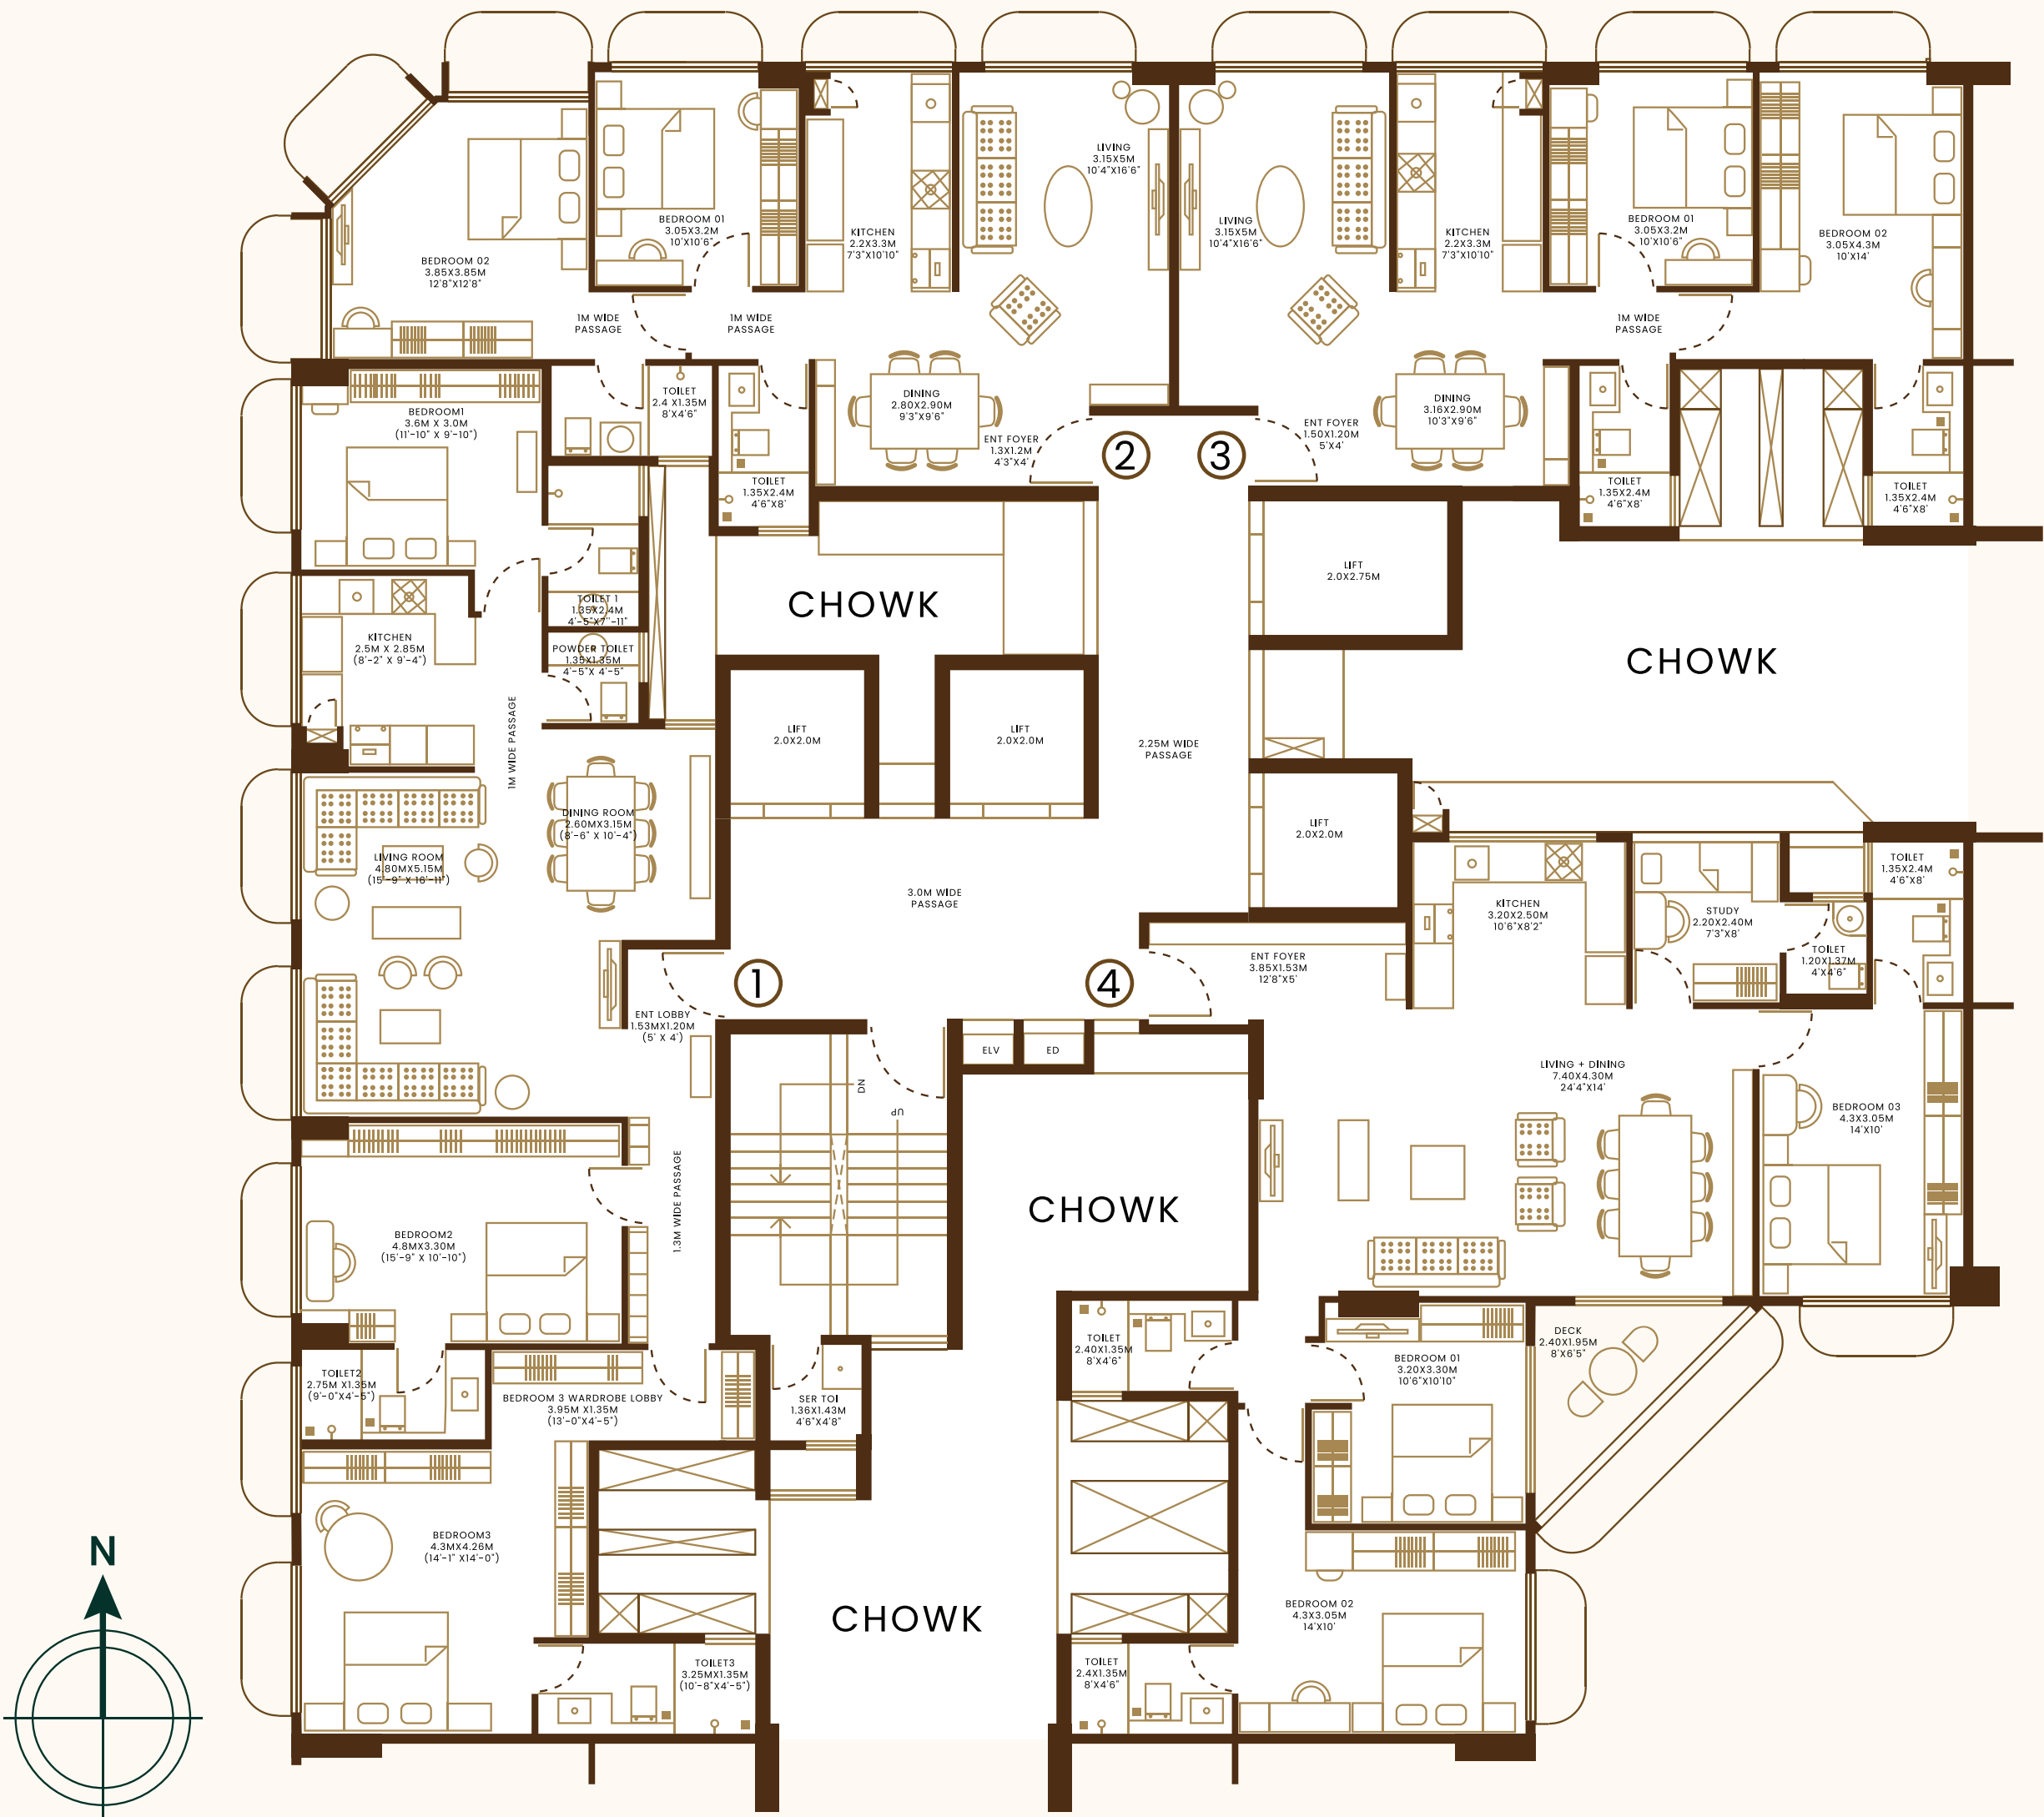 LIVING
3.15X5M
10'4"X16'6"
BEDROOM 01
3.05X3.2M
10'X10'6"
KITCHEN
2.2X3.3M
7'3"X10'10"
LIVING
3.15X5M
10'4"X16'6"
KITCHEN
2.2X3.3M
7'3"X10'10"
BEDROOM 01
3.05X3.2M
10'X10'6"
BEDROOM 02
3.05X4.3M
10'X14'
BEDROOM 02
3.85X3.85M
12'8"X12'8"
1M WIDE
PASSAGE
1M WIDE
PASSAGE
1M WIDE
PASSAGE
BEDROOM1
3.6M X 3.0M
(11'-10" X 9'-10")
TOILET
2.4 X1.35M
8'X4'6"
DINING
2.80X2.90M
9'3"X9'6"
ENT FOYER
1.3X1.2M
4'3"X4'
2
3
ENT FOYER
1.50X1.20M
5'X4'
DINING
3.16X2.90M
10'3"X9'6"
TOILET
1.35X2.4M
4'6"X8'
TOILET
1.35X2.4M
4'6"X8'
TOILET
1.35X2.4M
4'6"X8'
LIFT
2.0X2.75M
CHOWK
TOILET 1
1.35X2.4M
4'-5"X7'-11"
KITCHEN
2.5M X 2.85M
(8'-2" X 9'-4")
POWDER TOILET
1.35X1.35M
4'-5"X 4'-5"
CHOWK
1M WIDE PASSAGE
LIFT
2.0X2.0M
LIFT
2.0X2.0M
2.25M WIDE
PASSAGE
DINING ROOM
2.60MX3.15M
(8'-6" X 10'-4")
LIFT
2.0X2.0M
LIVING ROOM
4.80MX5.15M
(15'-9" X 16'-11")
3.0M WIDE
PASSAGE
KITCHEN
3.20X2.50M
10'6"X8'2"
STUDY
2.20X2.40M
7'3"X8'
TOILET
1.35X2.4M
4'6"X8'
TOILET
1.20X1.37M
4'X4'6"
ENT FOYER
3.85X1.53M
12'8"X5'
1
4
ENT LOBBY
1.53MX1.20M
(5' X 4')
ELV
ED
DN
UP
LIVING + DINING
7.40X4.30M
24'4"X14'
BEDROOM 03
4.3X3.05M
14'X10'
1.3M WIDE PASSAGE
CHOWK
BEDROOM2
4.8MX3.30M
(15'-9" X 10'-10")
TOILET
2.40X1.35M
8'X4'6"
BEDROOM 01
3.20X3.30M
10'6"X10'10"
DECK
2.40X1.95M
8'X6'5"
TOILET2
2.75M X1.35M
(9'-0"X4'-5")
BEDROOM 3 WARDROBE LOBBY
3.95M X1.35M
(13'-0"X4'-5")
SER TOI
1.36X1.43M
4'6"X4'8"
BEDROOM3
4.3MX4.26M
(14'-1" X14'-0")
CHOWK
BEDROOM 02
4.3X3.05M
14'X10'
TOILET3
3.25MX1.35M
(10'-8"X4'-5")
TOILET
2.4X1.35M
8'X4'6"
N